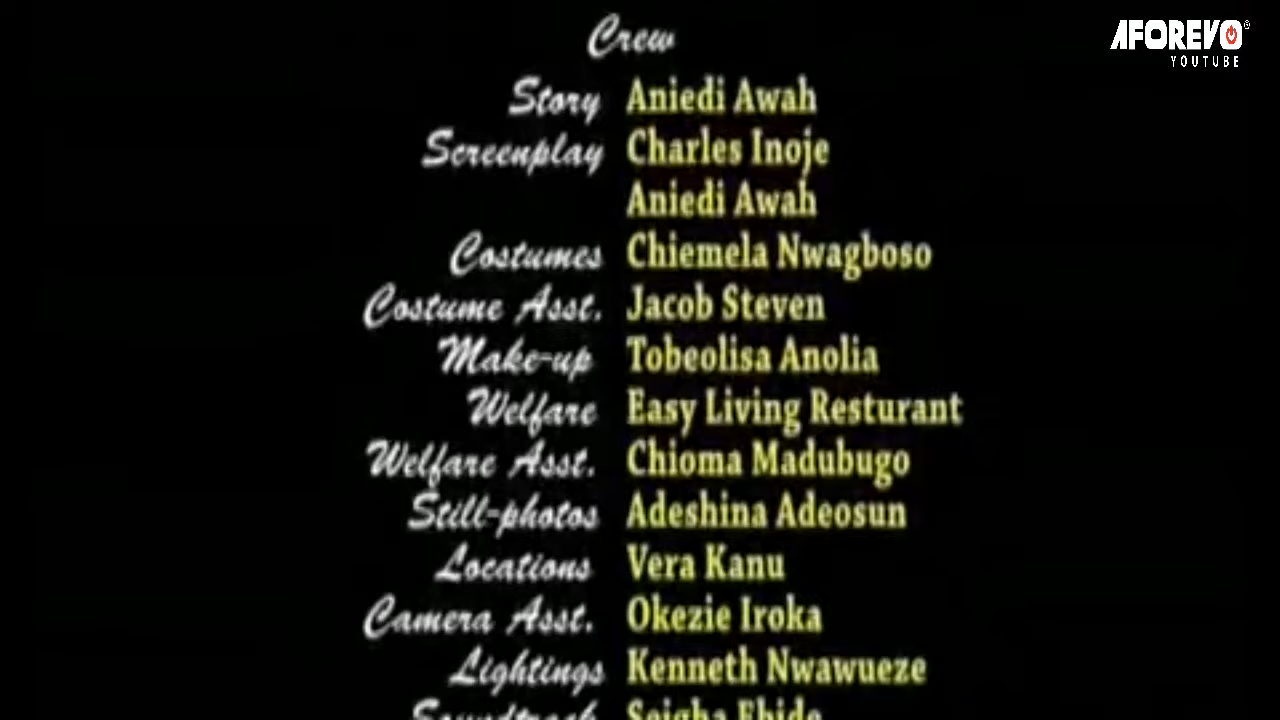 Crew
AFOREVO
YOUTUBE
Story Aniedi Awah
Screenplay Charles Inoje
Aniedi Awah
Costumes Chiemela Nwagboso
Costume Asst. Jacob Steven
Make-up Tobeolisa Anolia
Welfare Easy Living Resturant
Welfare Asst. Chioma Madubugo
Still-photos Adeshina Adeosun
Locations Vera Kanu
Camera Asst. Okezie Iroka
Lightings Kenneth Nwawueze
Soundtrack